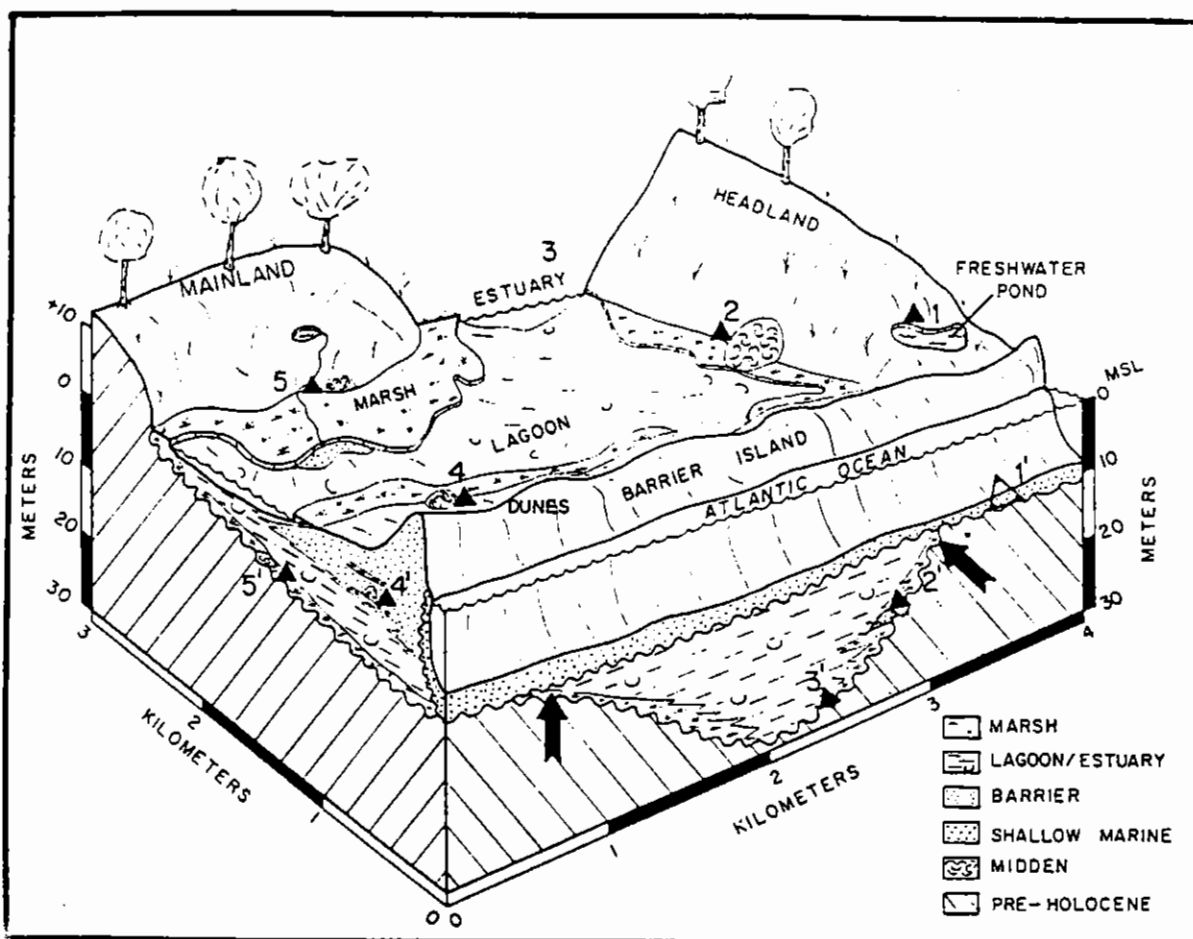 HEADLAND
3
ESTUARY
MAINLAND
FRESHWATER
POND
2
1
+10
0
10
20
30
METERS
5
MARSH
LAGOON
MSL
0
10
20
30
METERS
4
DUNES
BARRIER ISLAND
ATLANTIC OCEAN
1'
5'
4'
2'
3'
3
2
1
0
KILOMETERS
0
1
2
3
4
KILOMETERS
MARSH
LAGOON/ESTUARY
BARRIER
SHALLOW MARINE
MIDDEN
PRE-HOLOCENE